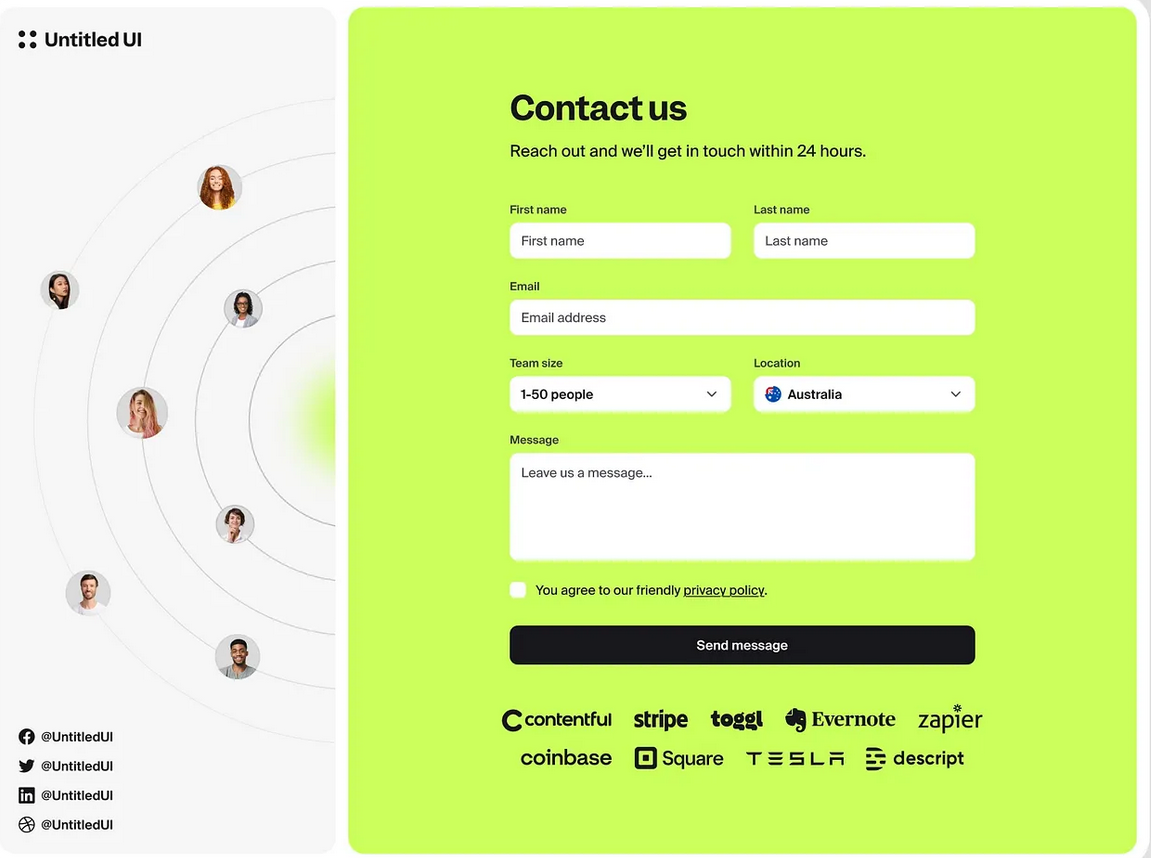 Untitled UI
@UntitledUI
@UntitledUI
@UntitledUI
@UntitledUI
Contact us
Reach out and we’ll get in touch within 24 hours.
First name Last name
First name Last name
Email
Email address
Team size Location
1-50 people Australia
Message
Leave us a message...
You agree to our friendly privacy policy.
Send message
contentful stripe toggl Evernote zapier
coinbase Square TESLA descript